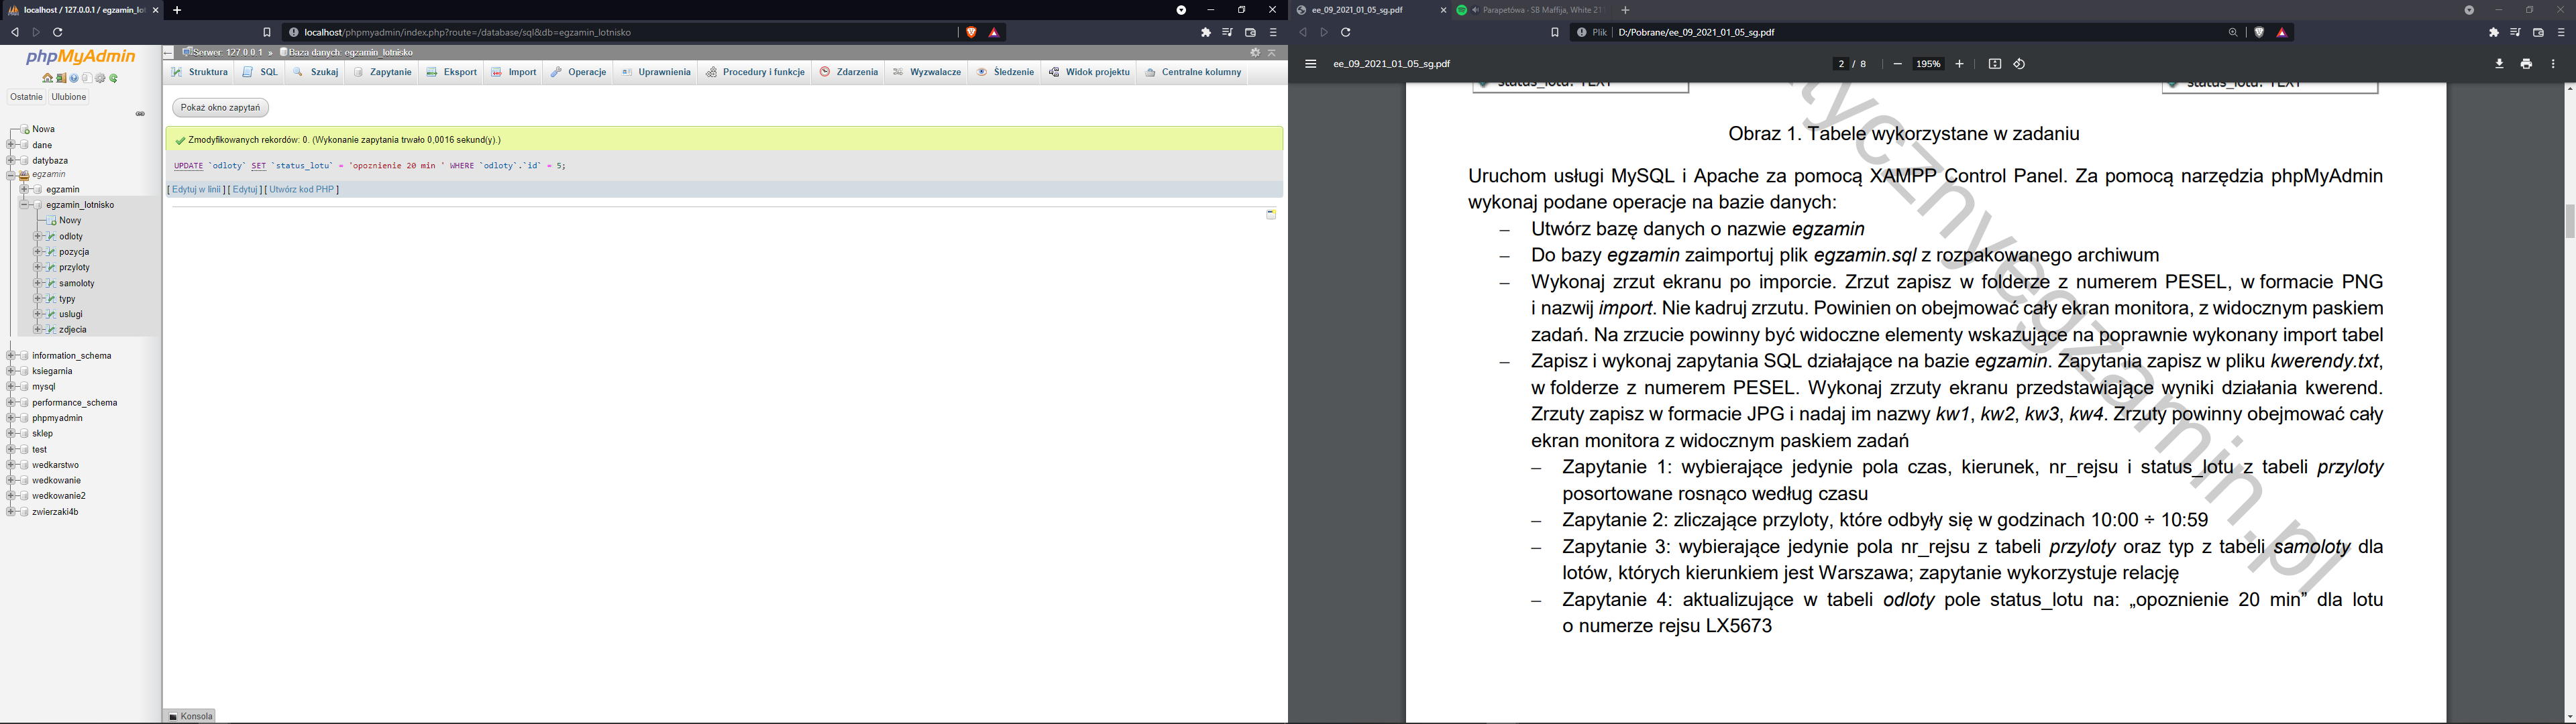 localhost / 127.0.0.1 / egzamin_lot
localhost/phpmyadmin/index.php?route=/database/sql&db=egzamin_lotnisko
phpMyAdmin
Ostatnie Ulubione
Nowa
dane
datybaza
egzamin
egzamin
egzamin_lotnisko
Nowy
odloty
pozycja
przyloty
samoloty
typy
uslugi
zdjecia
information_schema
ksiegarnia
mysql
performance_schema
phpmyadmin
sklep
test
wedkarstwo
wedkowanie
wedkowanie2
zwierzaki4b
Serwer: 127.0.0.1 » Baza danych: egzamin_lotnisko
Struktura SQL Szukaj Zapytanie Eksport Import Operacje Uprawnienia Procedury i funkcje Zdarzenia Wyzwalacze Śledzenie Widok projektu Centralne kolumny
Pokaż okno zapytań
Zmodyfikowanych rekordów: 0. (Wykonanie zapytania trwało 0,0016 sekund(y).)
UPDATE `odloty` SET `status_lotu` = 'opoznienie 20 min ' WHERE `odloty`.`id` = 5;
[ Edytuj w linii ] [ Edytuj ] [ Utwórz kod PHP ]
Konsola
ee_09_2021_01_05_sg.pdf
Parapetówa - SB Maffija, White 21
Plik D:/Pobrane/ee_09_2021_01_05_sg.pdf
ee_09_2021_01_05_sg.pdf
2 / 8 — 195% +
status_lotu: TEXT
status_lotu: TEXT
Obraz 1. Tabele wykorzystane w zadaniu
Uruchom usługi MySQL i Apache za pomocą XAMPP Control Panel. Za pomocą narzędzia phpMyAdmin
wykonaj podane operacje na bazie danych:
– Utwórz bazę danych o nazwie egzamin
– Do bazy egzamin zaimportuj plik egzamin.sql z rozpakowanego archiwum
– Wykonaj zrzut ekranu po imporcie. Zrzut zapisz w folderze z numerem PESEL, w formacie PNG
i nazwij import. Nie kadruj zrzutu. Powinien on obejmować cały ekran monitora, z widocznym paskiem
zadań. Na zrzucie powinny być widoczne elementy wskazujące na poprawnie wykonany import tabel
– Zapisz i wykonaj zapytania SQL działające na bazie egzamin. Zapytania zapisz w pliku kwerendy.txt,
w folderze z numerem PESEL. Wykonaj zrzuty ekranu przedstawiające wyniki działania kwerend.
Zrzuty zapisz w formacie JPG i nadaj im nazwy kw1, kw2, kw3, kw4. Zrzuty powinny obejmować cały
ekran monitora z widocznym paskiem zadań
– Zapytanie 1: wybierające jedynie pola czas, kierunek, nr_rejsu i status_lotu z tabeli przyloty
posortowane rosnąco według czasu
– Zapytanie 2: zliczające przyloty, które odbyły się w godzinach 10:00 ÷ 10:59
– Zapytanie 3: wybierające jedynie pola nr_rejsu z tabeli przyloty oraz typ z tabeli samoloty dla
lotów, których kierunkiem jest Warszawa; zapytanie wykorzystuje relację
– Zapytanie 4: aktualizujące w tabeli odloty pole status_lotu na: „opoznienie 20 min” dla lotu
o numerze rejsu LX5673
tycznyegzamin.pl